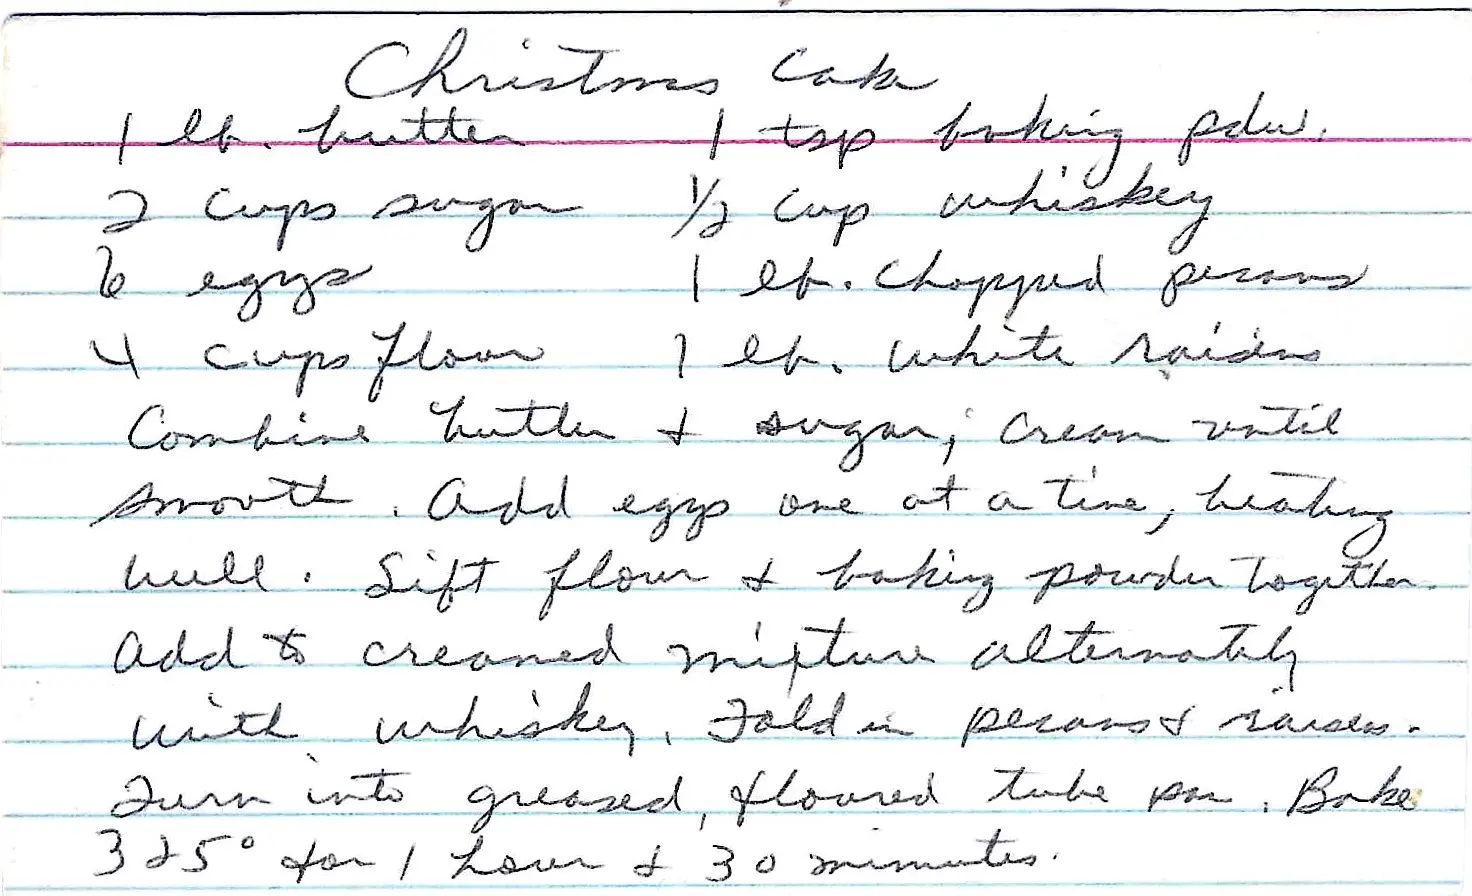 Christmas Cake
1 lb. butter 1 tsp baking pdw.
2 cups sugar 1/2 cup whiskey
6 eggs 1 lb. chopped pecans
4 cups flour 1 lb. white raisins
Combine butter & sugar; cream until
smooth. Add eggs one at a time, beating
well. Sift flour & baking powder together.
Add to creamed mixture alternately
with whiskey. Fold in pecans & raisins.
Turn into greased, floured tube pan. Bake
325° for 1 hour & 30 minutes.